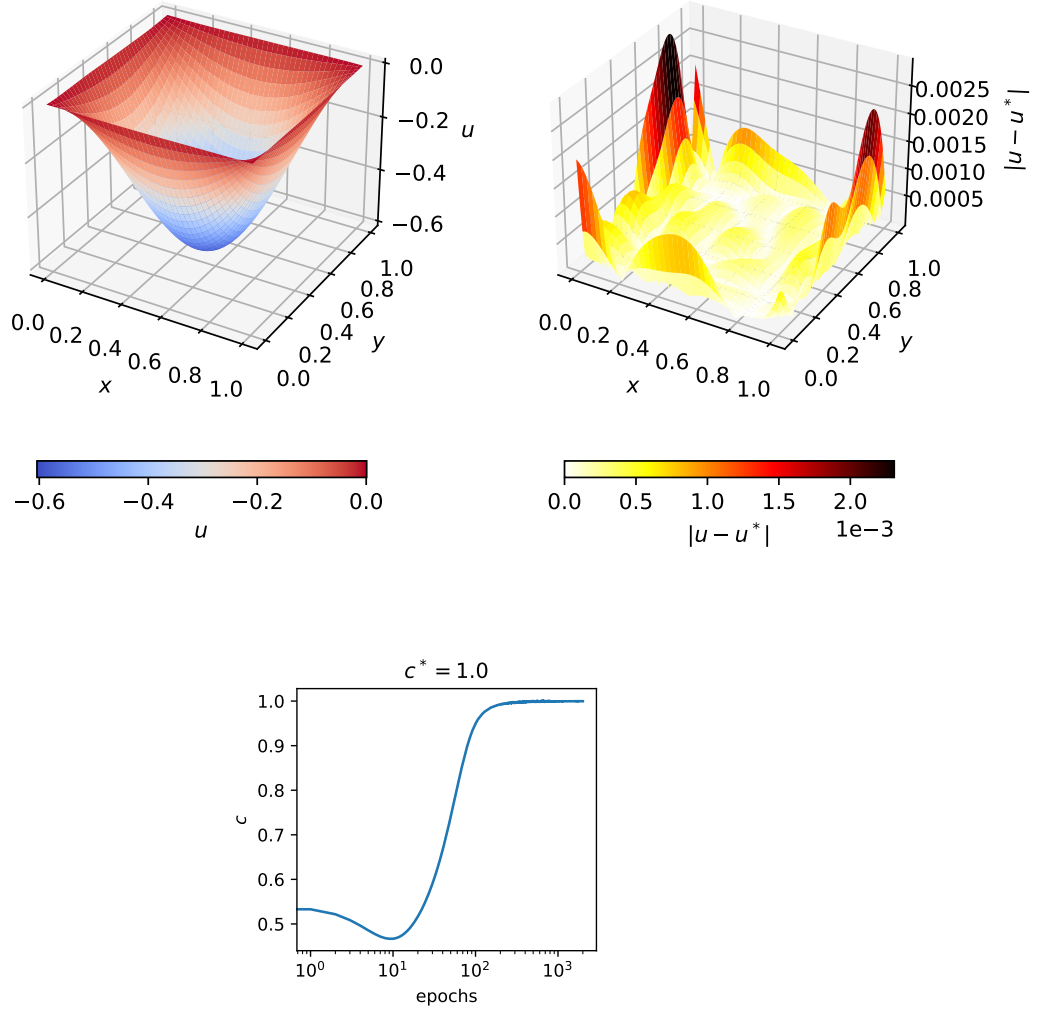 0.0
−0.2
−0.4
−0.6
u
0.0 0.2 0.4 0.6 0.8 1.0
x
0.0 0.2 0.4 0.6 0.8 1.0
y
0.0025
0.0020
0.0015
0.0010
0.0005
|u − u*|
0.0 0.2 0.4 0.6 0.8 1.0
x
0.0 0.2 0.4 0.6 0.8 1.0
y
−0.6 −0.4 −0.2 0.0
u
0.0 0.5 1.0 1.5 2.0
|u − u*|
1e−3
c* = 1.0
1.0
0.9
0.8
0.7
0.6
0.5
c
10⁰ 10¹ 10² 10³
epochs